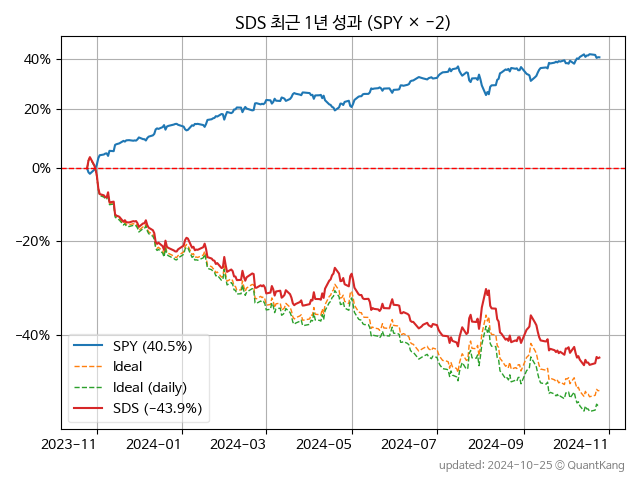 SDS 최근 1년 성과 (SPY × −2)
40%
20%
0%
−20%
−40%
SPY (40.5%)
Ideal
Ideal (daily)
SDS (−43.9%)
2023-11 2024-01 2024-03 2024-05 2024-07 2024-09 2024-11
updated: 2024-10-25 © QuantKang